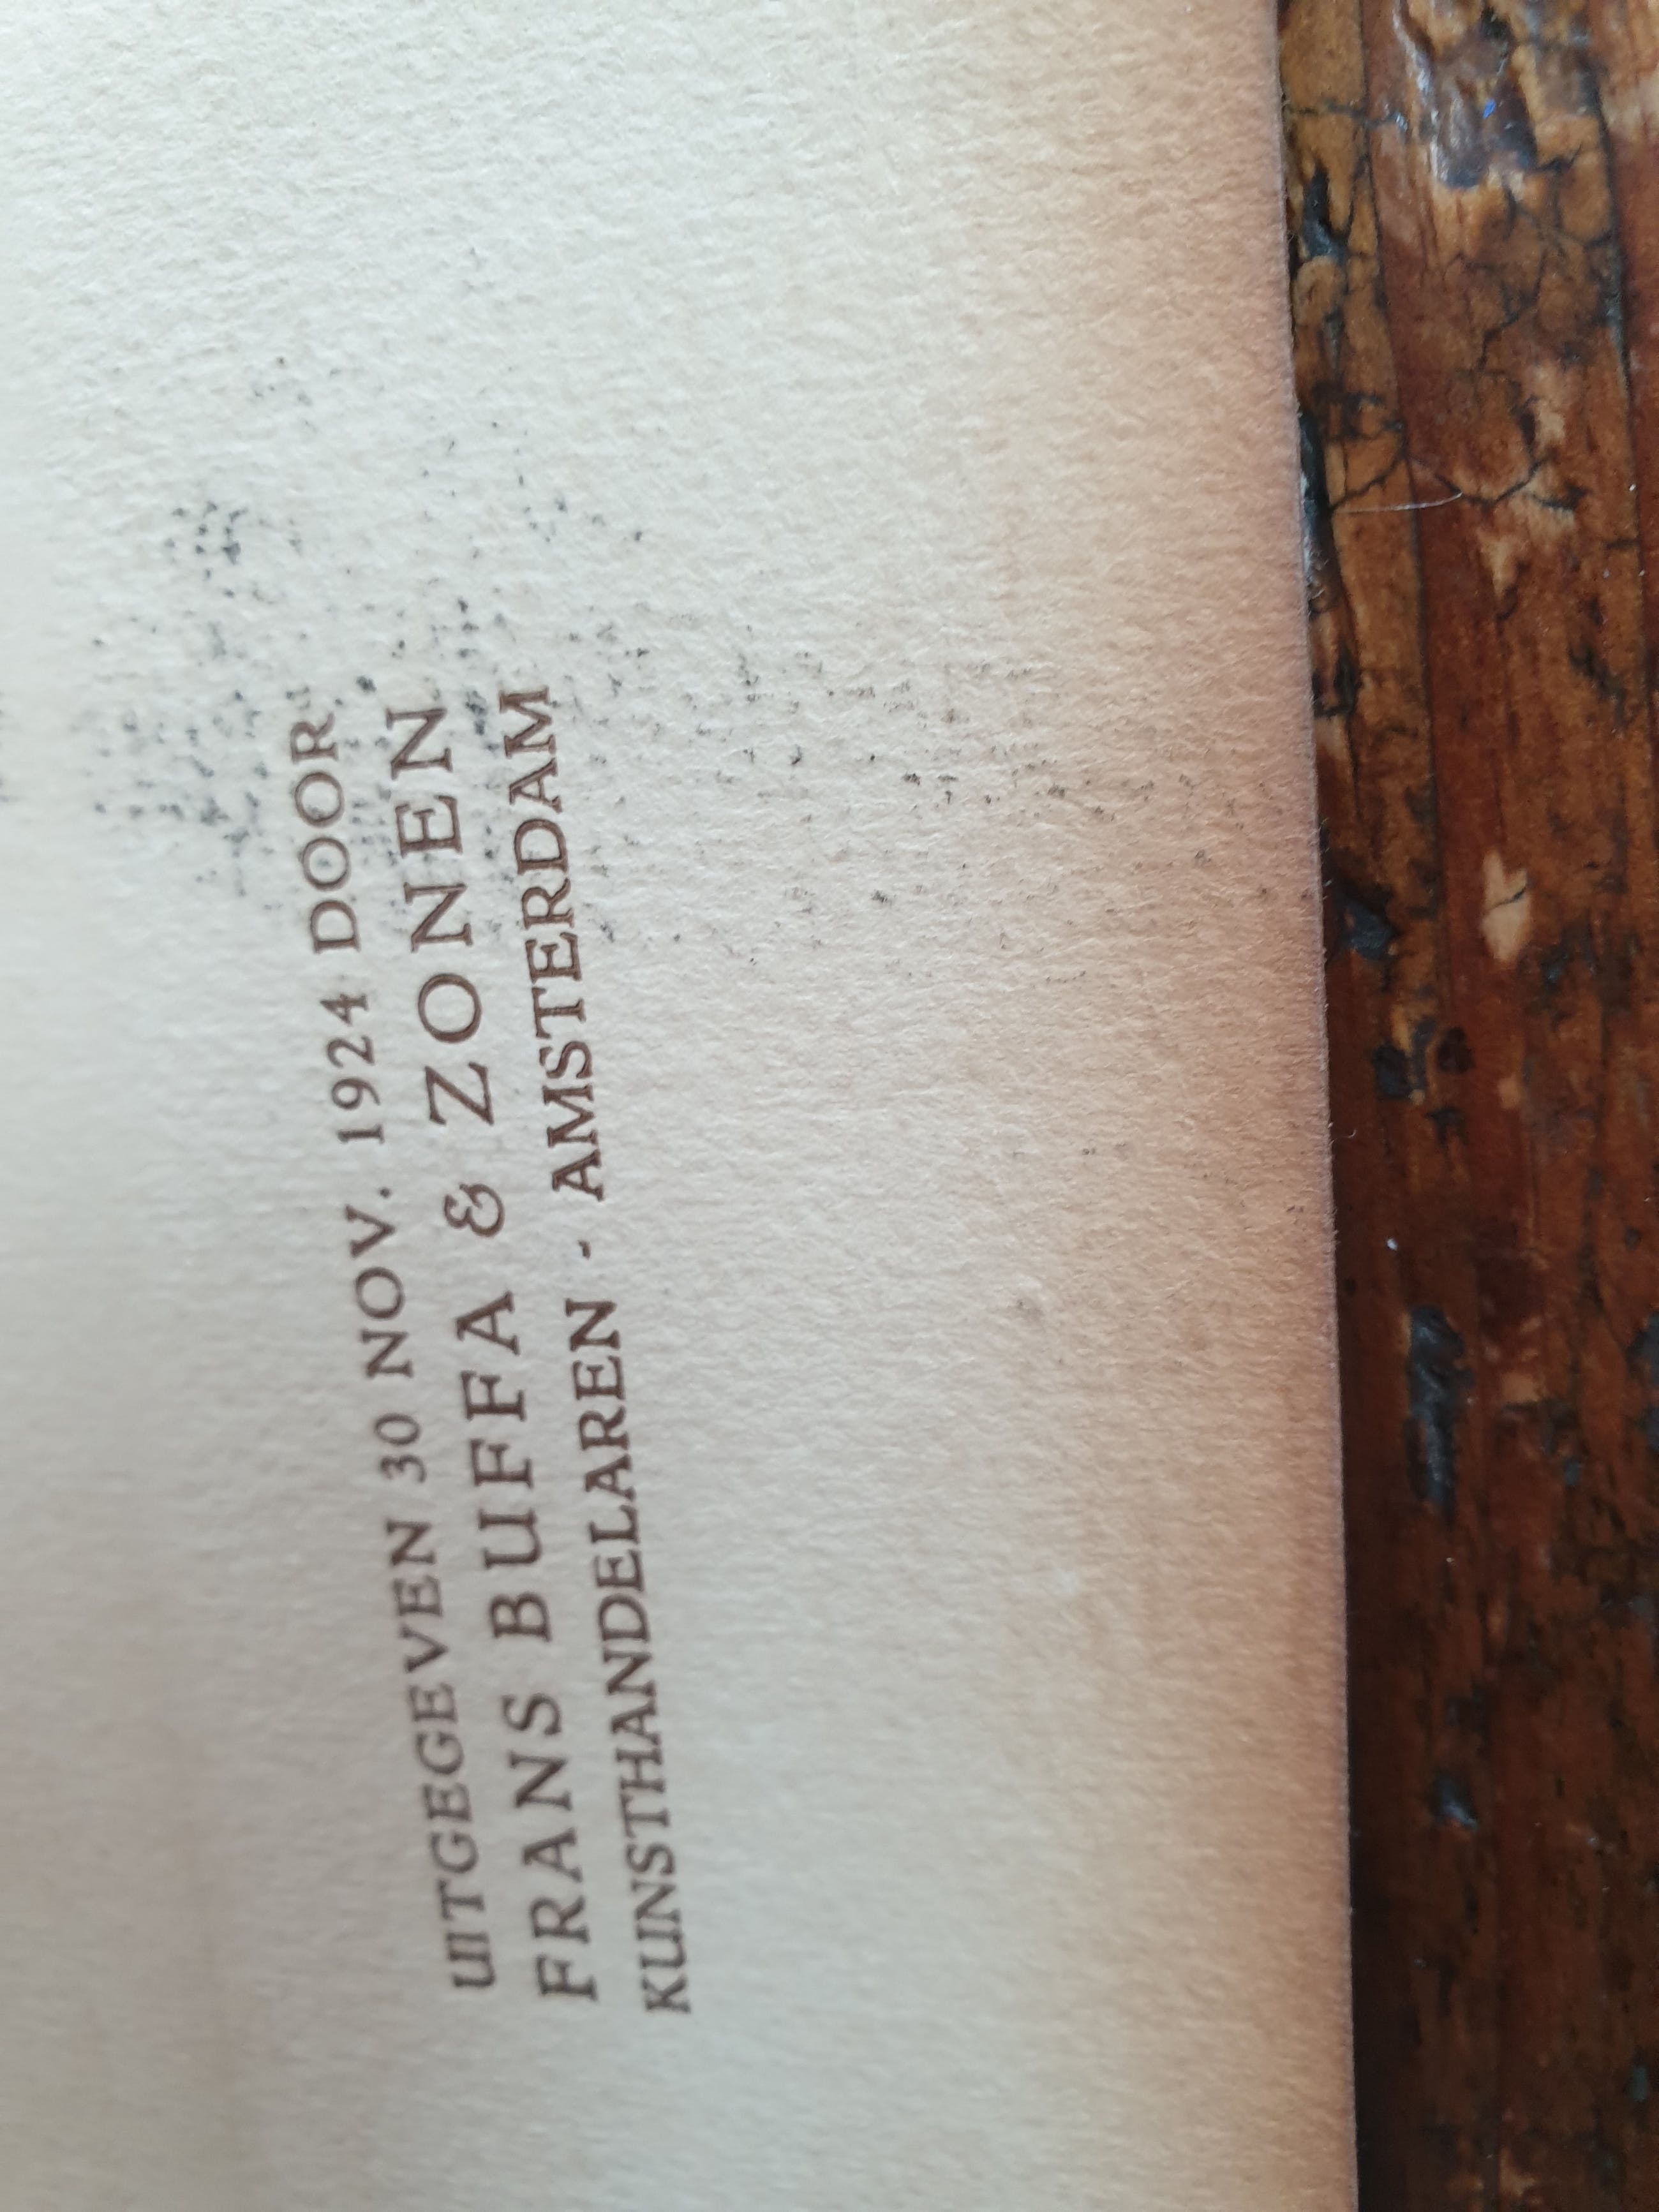 UITGEGEVEN 30 NOV. 1924 DOOR
FRANS BUFFA & ZONEN
KUNSTHANDELAREN - AMSTERDAM